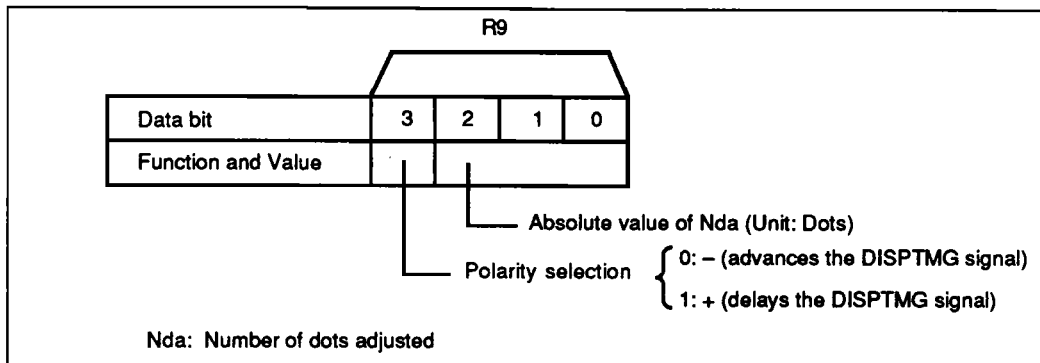 R9
Data bit 3 2 1 0
Function and Value
Absolute value of Nda (Unit: Dots)
Polarity selection
0: – (advances the DISPTMG signal)
1: + (delays the DISPTMG signal)
Nda: Number of dots adjusted